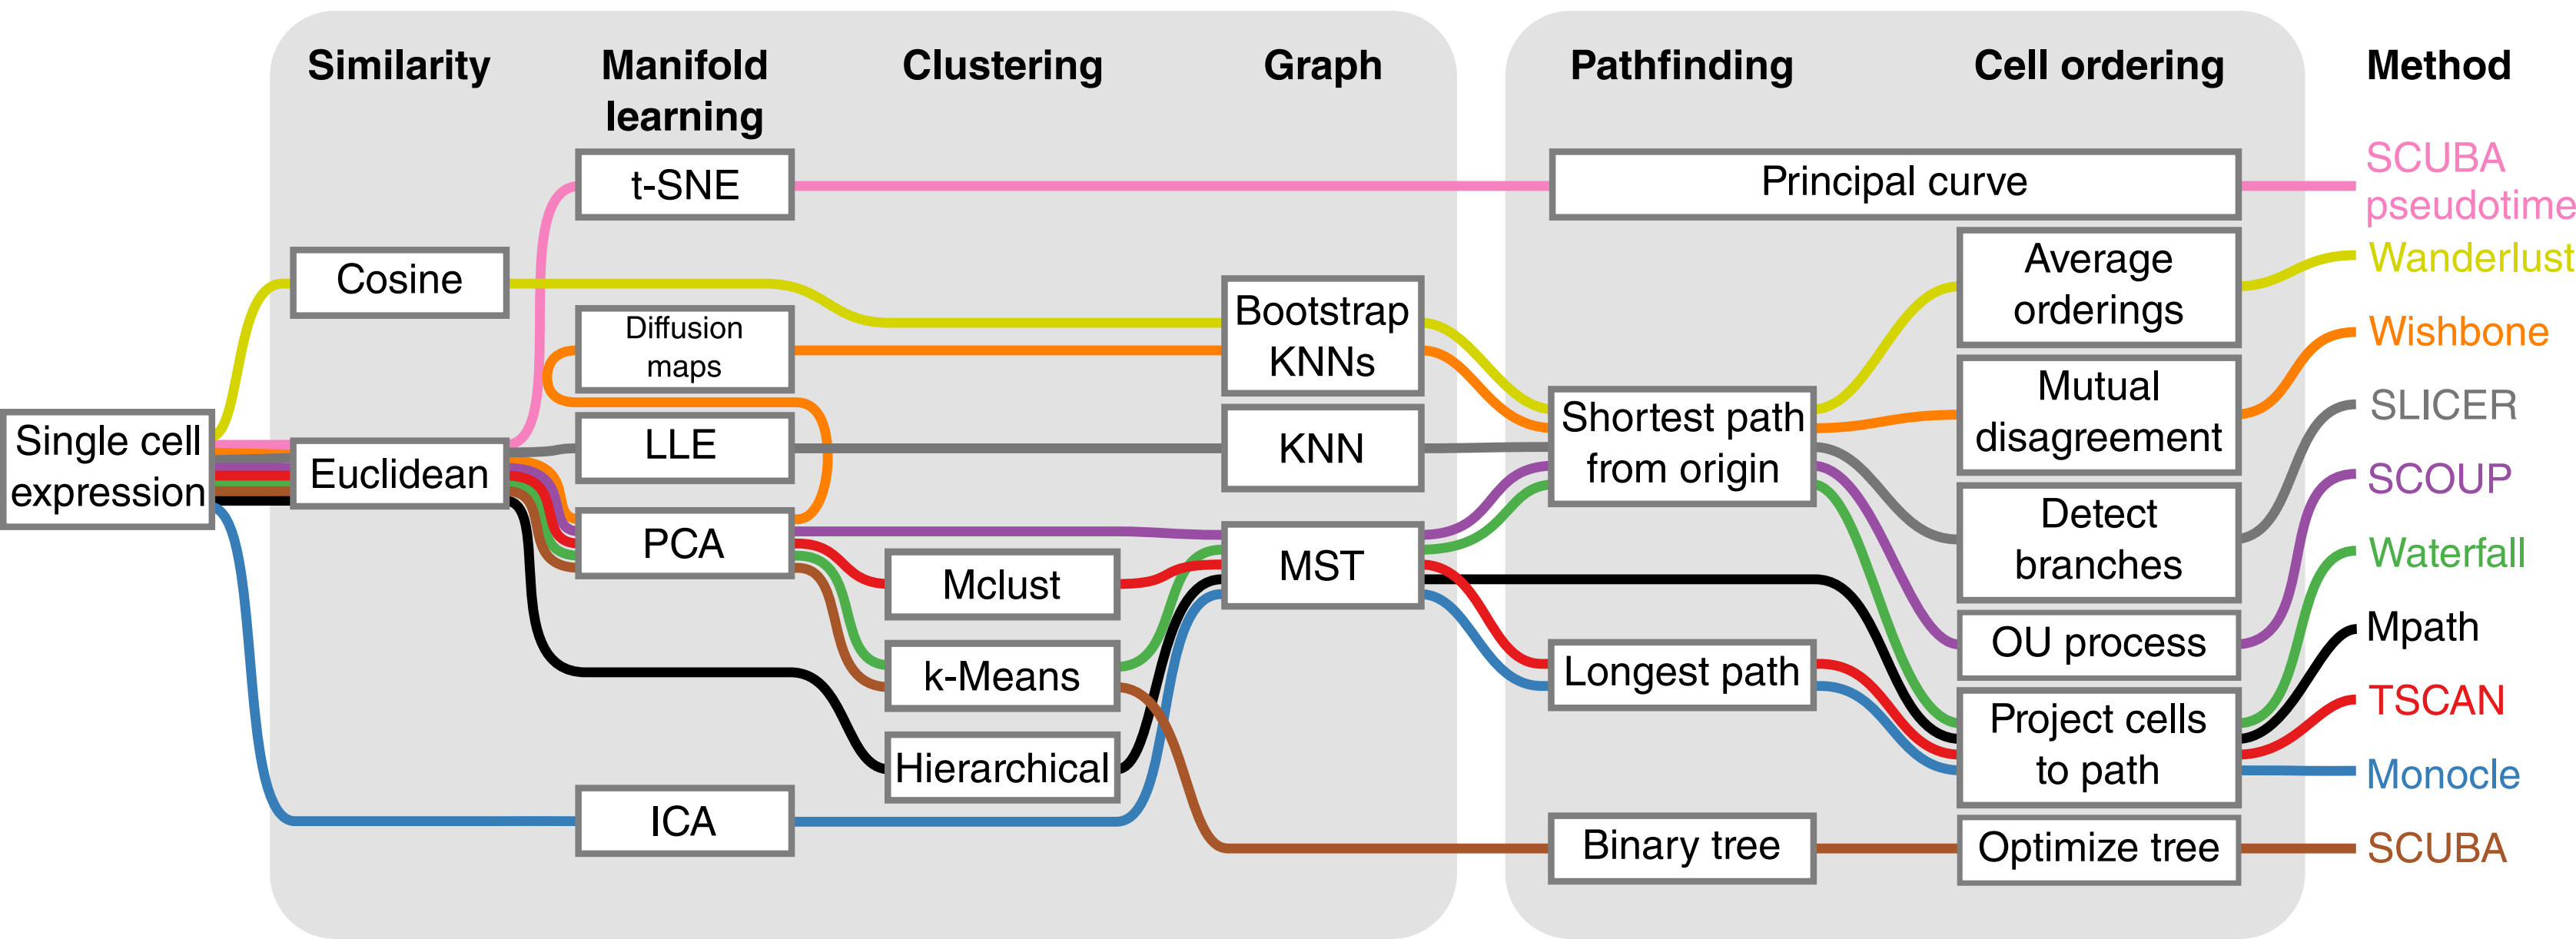 Similarity
Manifold
learning
Clustering
Graph
Pathfinding
Cell ordering
Method
Single cell
expression
Cosine
Euclidean
t-SNE
Diffusion
maps
LLE
PCA
ICA
Mclust
k-Means
Hierarchical
Bootstrap
KNNs
KNN
MST
Principal curve
Shortest path
from origin
Longest path
Binary tree
Average
orderings
Mutual
disagreement
Detect
branches
OU process
Project cells
to path
Optimize tree
SCUBA
pseudotime
Wanderlust
Wishbone
SLICER
SCOUP
Waterfall
Mpath
TSCAN
Monocle
SCUBA